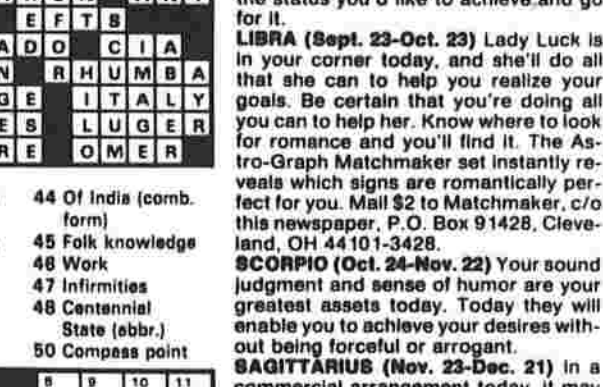 E F T S
A D O C I A
N R H U M B A
G E I T A L Y
E S L U G E R
R E O M E R
44 Of India (comb.
form)
45 Folk knowledge
46 Work
47 Infirmities
48 Centennial
State (abbr.)
50 Compass point
8 9 10 11
the status you'd like to achieve and go
for it.
LIBRA (Sept. 23-Oct. 23) Lady Luck is
in your corner today, and she'll do all
that she can to help you realize your
goals. Be certain that you're doing all
you can to help her. Know where to look
for romance and you'll find it. The As-
tro-Graph Matchmaker set instantly re-
veals which signs are romantically per-
fect for you. Mail $2 to Matchmaker, c/o
this newspaper, P.O. Box 91428, Cleve-
land, OH 44101-3428.
SCORPIO (Oct. 24-Nov. 22) Your sound
judgment and sense of humor are your
greatest assets today. Today they will
enable you to achieve your desires with-
out being forceful or arrogant.
SAGITTARIUS (Nov. 23-Dec. 21) In a
commercial arrangement today, it may